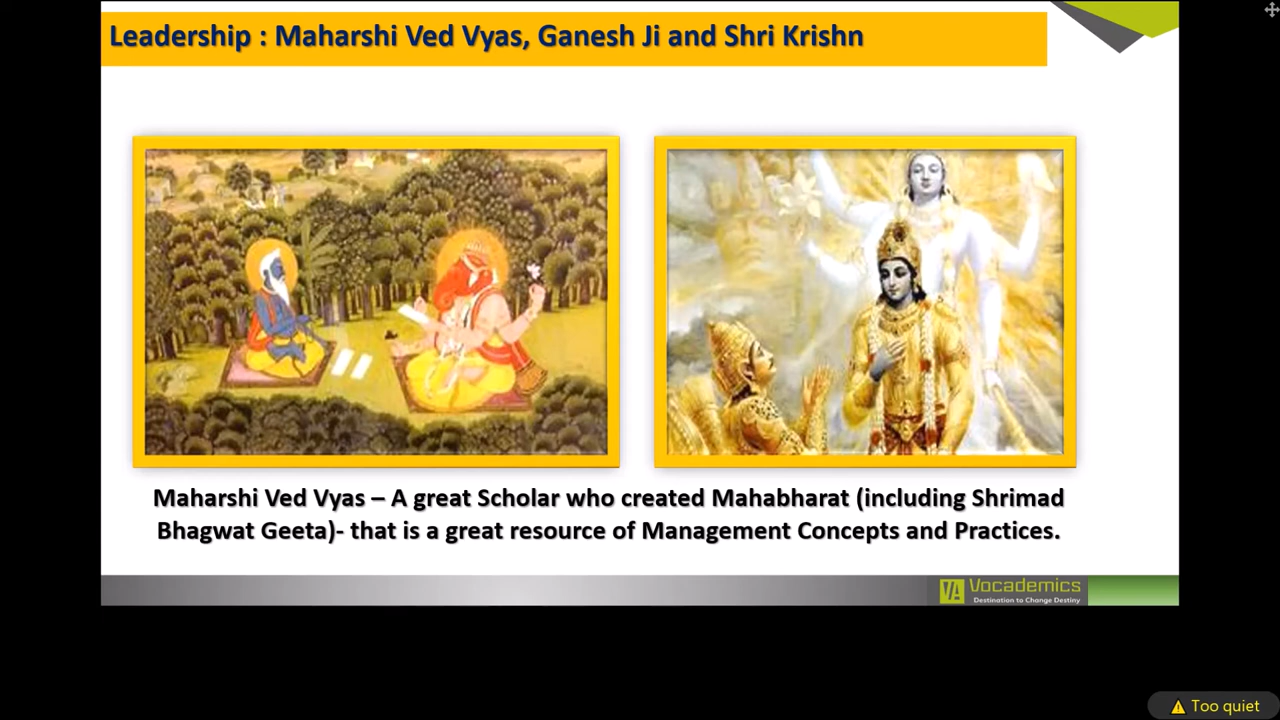 Leadership : Maharshi Ved Vyas, Ganesh Ji and Shri Krishn
Maharshi Ved Vyas – A great Scholar who created Mahabharat (including Shrimad
Bhagwat Geeta)- that is a great resource of Management Concepts and Practices.
VA Vocademics
Destination to Change Destiny
Too quiet